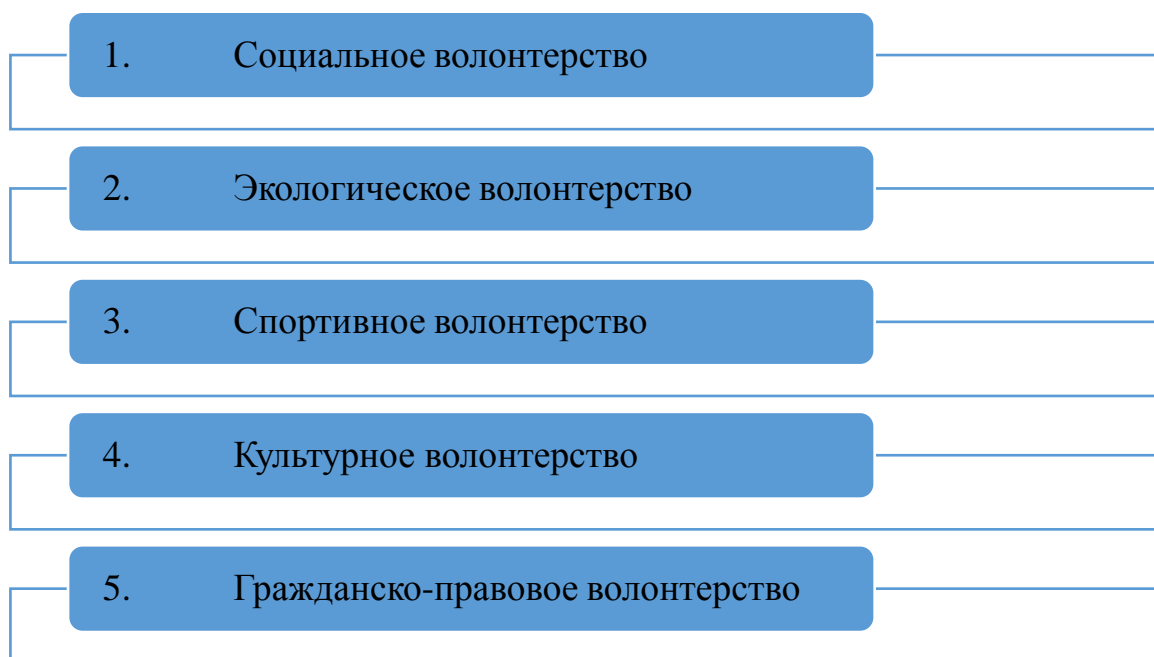 1. Социальное волонтерство
2. Экологическое волонтерство
3. Спортивное волонтерство
4. Культурное волонтерство
5. Гражданско-правовое волонтерство